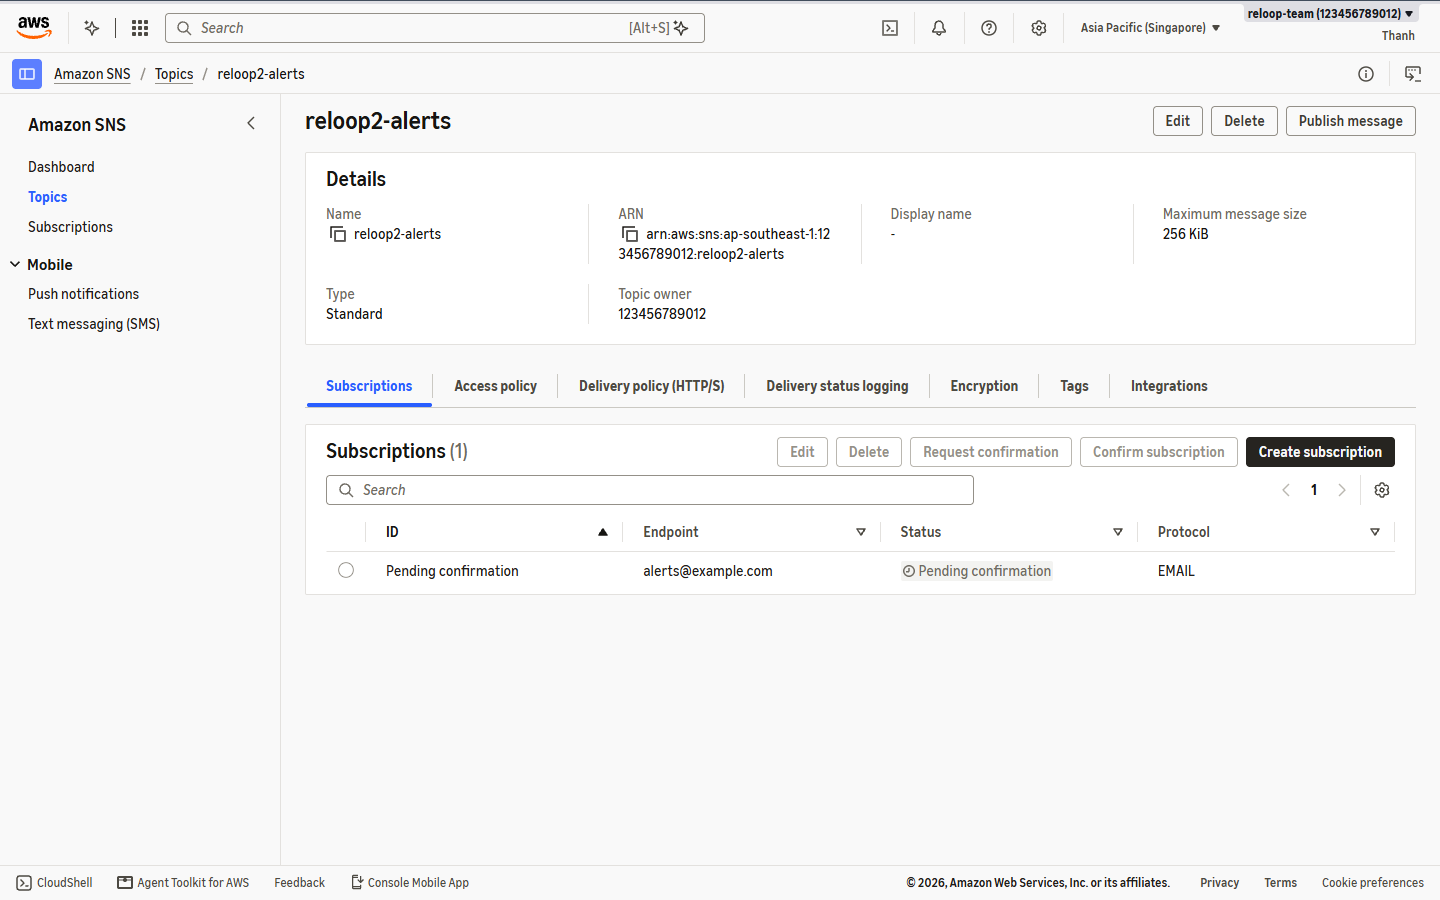 aws
Search
[Alt+S]
Asia Pacific (Singapore)
reloop-team (123456789012)
Thanh
Amazon SNS / Topics / reloop2-alerts
Amazon SNS
Dashboard
Topics
Subscriptions
Mobile
Push notifications
Text messaging (SMS)
reloop2-alerts
Edit
Delete
Publish message
Details
Name
reloop2-alerts
ARN
arn:aws:sns:ap-southeast-1:12
3456789012:reloop2-alerts
Display name
-
Maximum message size
256 KiB
Type
Standard
Topic owner
123456789012
Subscriptions
Access policy
Delivery policy (HTTP/S)
Delivery status logging
Encryption
Tags
Integrations
Subscriptions (1)
Edit
Delete
Request confirmation
Confirm subscription
Create subscription
Search
1
ID
Endpoint
Status
Protocol
Pending confirmation
alerts@example.com
Pending confirmation
EMAIL
CloudShell
Agent Toolkit for AWS
Feedback
Console Mobile App
© 2026, Amazon Web Services, Inc. or its affiliates.
Privacy
Terms
Cookie preferences